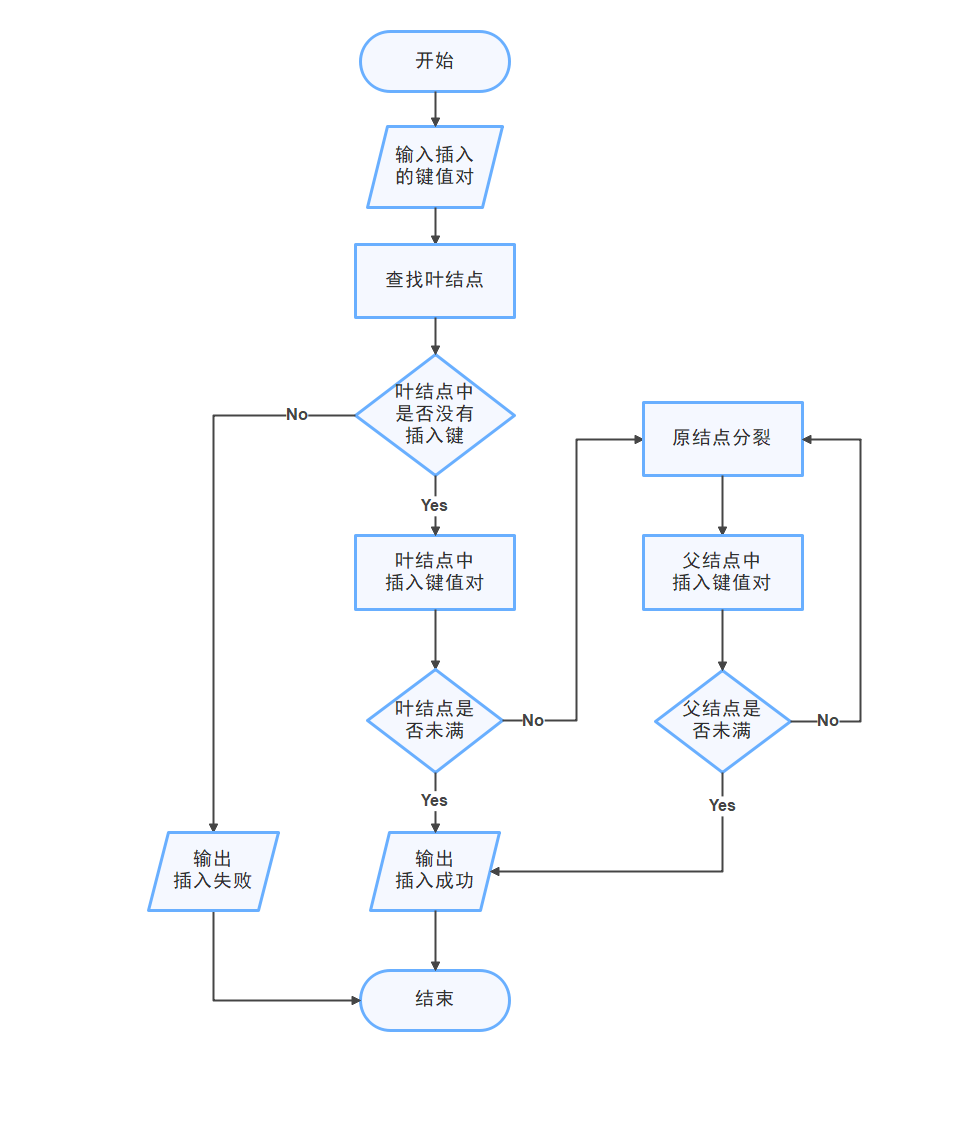 开始
输入插入
的键值对
查找叶结点
叶结点中
是否没有
插入键
No
Yes
原结点分裂
叶结点中
插入键值对
父结点中
插入键值对
叶结点是
否未满
No
父结点是
否未满
No
Yes
Yes
输出
插入失败
输出
插入成功
结束